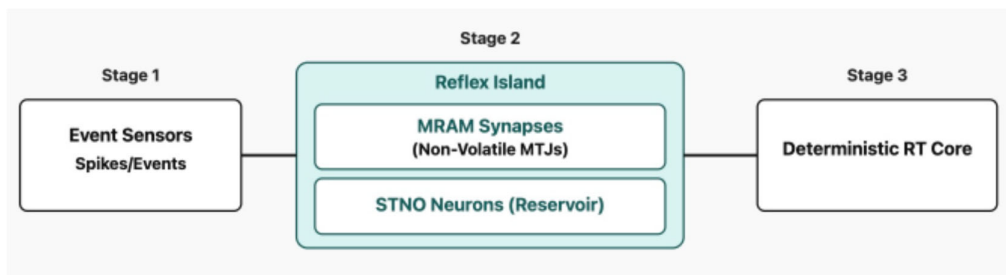 Stage 1
Event Sensors
Spikes/Events
Stage 2
Reflex Island
MRAM Synapses
(Non-Volatile MTJs)
STNO Neurons (Reservoir)
Stage 3
Deterministic RT Core